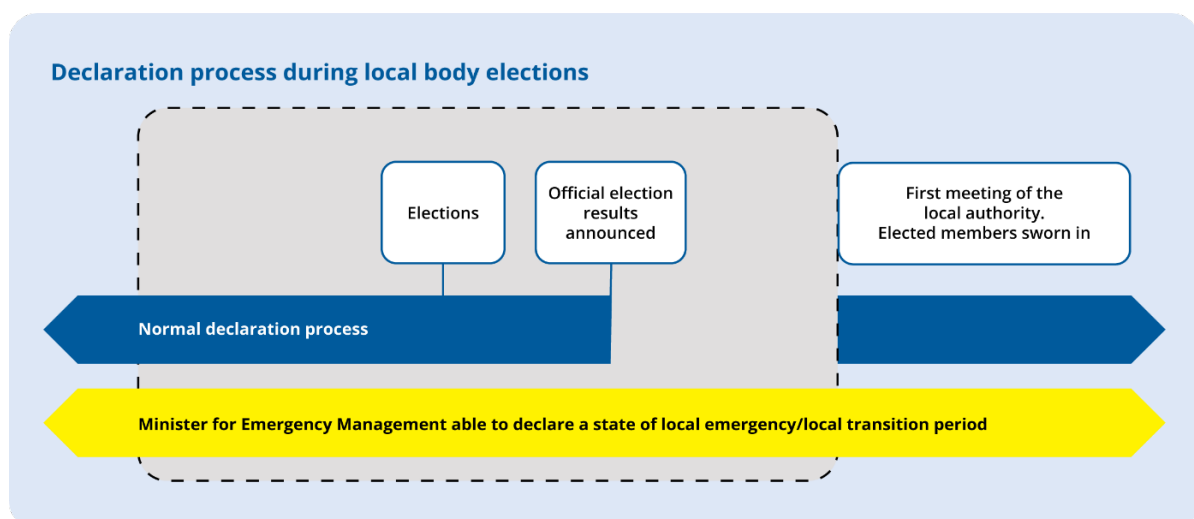 Declaration process during local body elections
Elections
Official election
results
announced
First meeting of the
local authority.
Elected members sworn in
Normal declaration process
Minister for Emergency Management able to declare a state of local emergency/local transition period